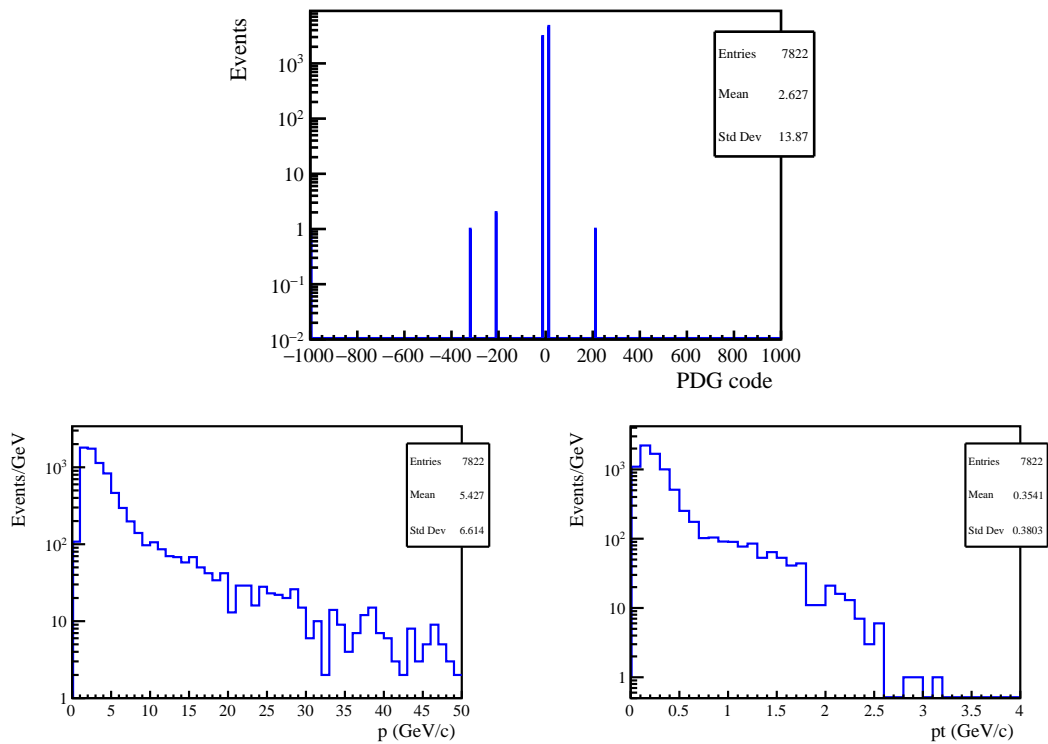 Events
10³
10²
10
1
10⁻¹
10⁻²
−1000 −800 −600 −400 −200 0 200 400 600 800 1000
PDG code
Entries 7822
Mean 2.627
Std Dev 13.87
Events/GeV
10³
10²
10
1
0 5 10 15 20 25 30 35 40 45 50
p (GeV/c)
Entries 7822
Mean 5.427
Std Dev 6.614
Events/GeV
10³
10²
10
1
0 0.5 1 1.5 2 2.5 3 3.5 4
pt (GeV/c)
Entries 7822
Mean 0.3541
Std Dev 0.3803